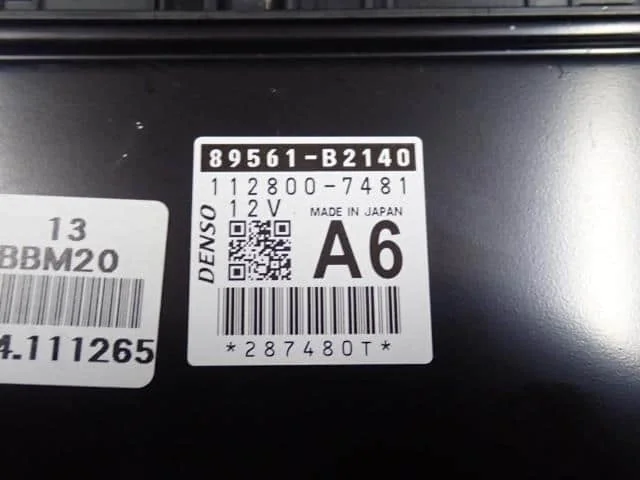 89561-B2140
112800-7481
12V MADE IN JAPAN
DENSO
A6
*287480T*
13
BBM20
4.111265